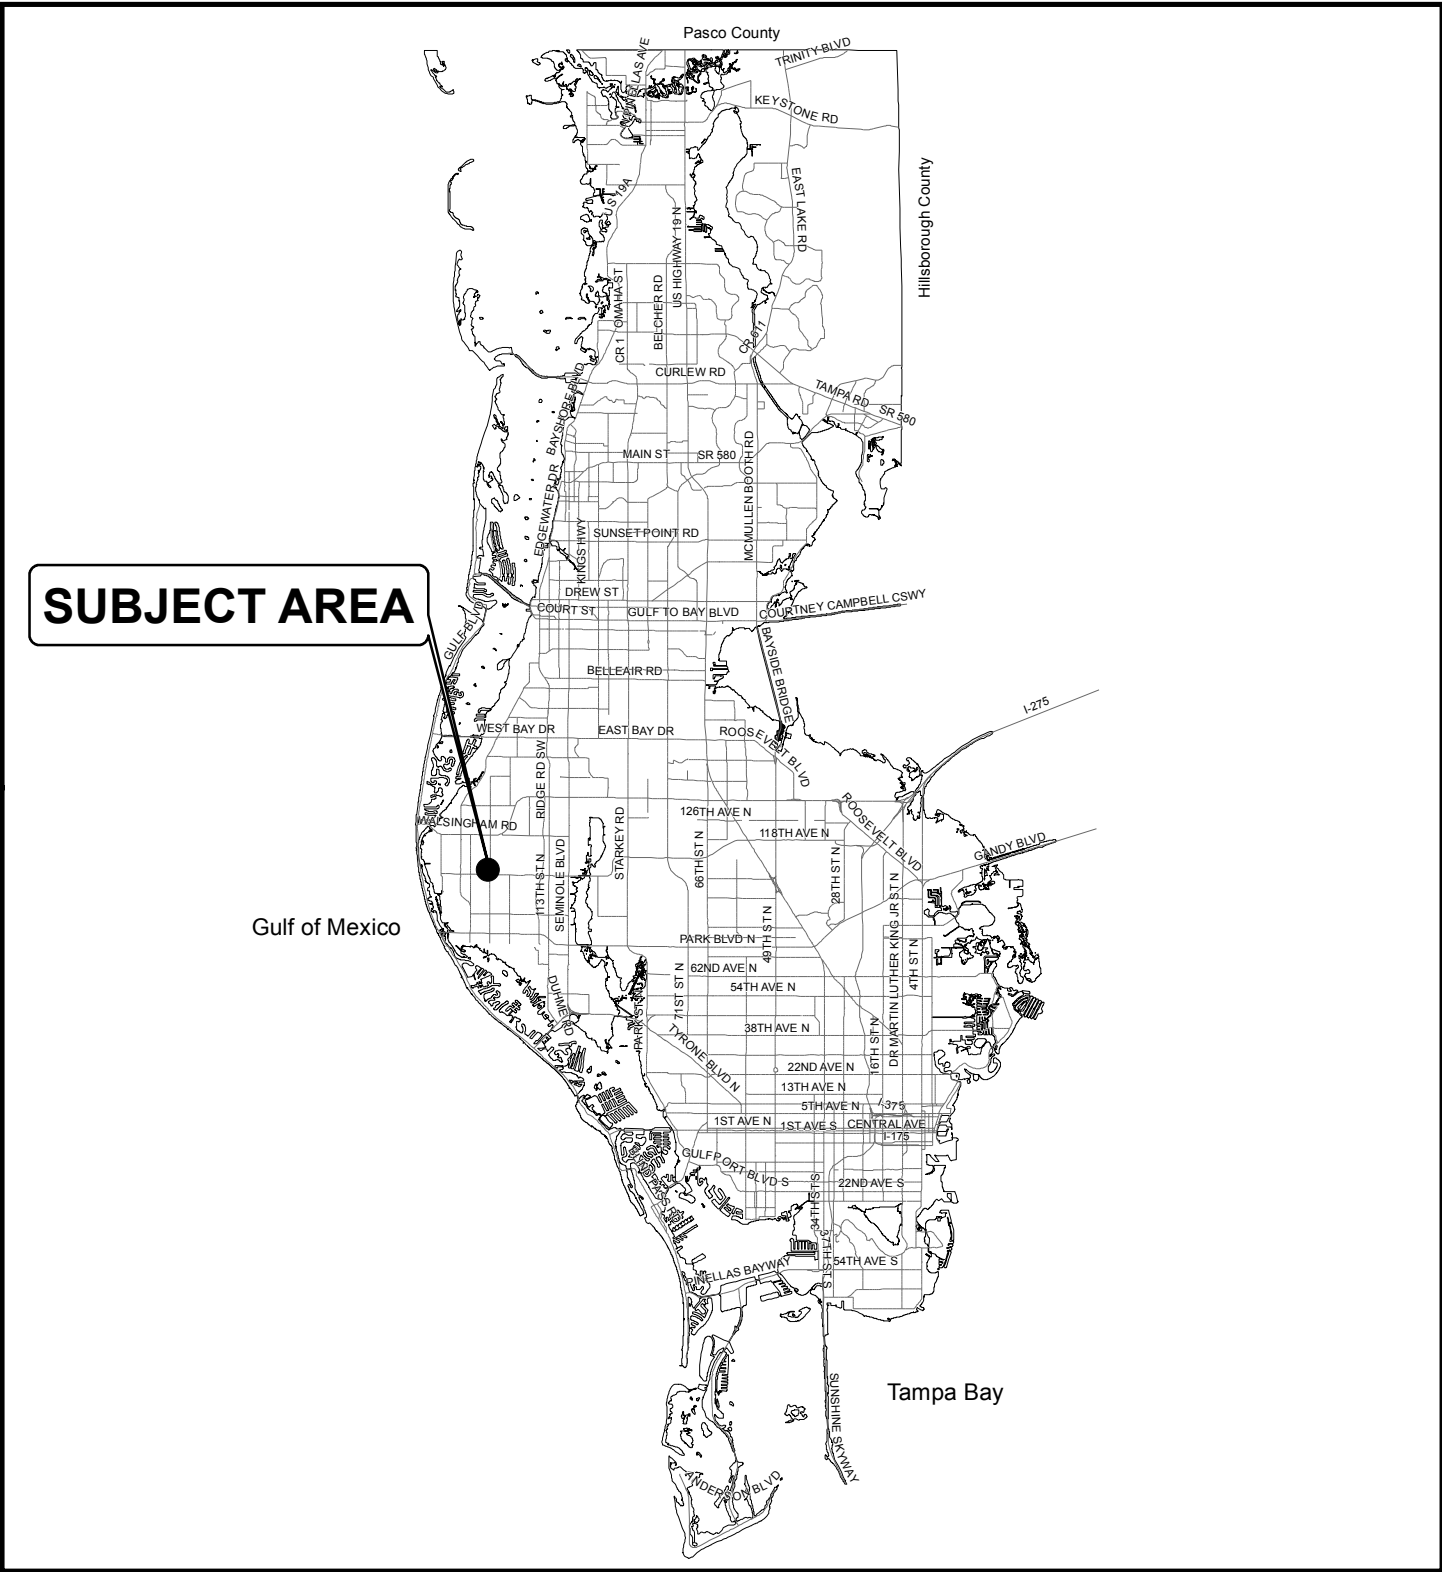 Pasco County
TRINITY BLVD
PINELLAS AVE
KEYSTONE RD
Hillsborough County
EAST LAKE RD
US 19A
US HIGHWAY 19 N
OMAHA ST
CR 1
BELCHER RD
CR 611
CURLEW RD
TAMPA RD
SR 580
BAYSHORE BLVD
EDGEWATER DR
MAIN ST
SR 580
MCMULLEN BOOTH RD
KINGS HWY
SUNSET POINT RD
SUBJECT AREA
DREW ST
COURT ST
GULF TO BAY BLVD
COURTNEY CAMPBELL CSWY
GULF BLVD
BAYSIDE BRIDGE
BELLEAIR RD
I-275
WEST BAY DR
EAST BAY DR
ROOSEVELT BLVD
RIDGE RD SW
WALSINGHAM RD
126TH AVE N
118TH AVE N
ROOSEVELT BLVD
GANDY BLVD
STARKEY RD
66TH ST N
28TH ST N
113TH ST N
SEMINOLE BLVD
Gulf of Mexico
49TH ST N
DR MARTIN LUTHER KING JR ST N
4TH ST N
PARK BLVD N
62ND AVE N
71ST ST N
54TH AVE N
DUHME RD
PARK ST N
TYRONE BLVD N
38TH AVE N
16TH ST N
22ND AVE N
13TH AVE N
5TH AVE N
I-375
1ST AVE N
1ST AVE S
CENTRAL AVE
I-175
GULFPORT BLVD S
22ND AVE S
34TH ST S
37TH ST S
54TH AVE S
PINELLAS BAYWAY
SUNSHINE SKYWAY
Tampa Bay
ANDERSON BLVD